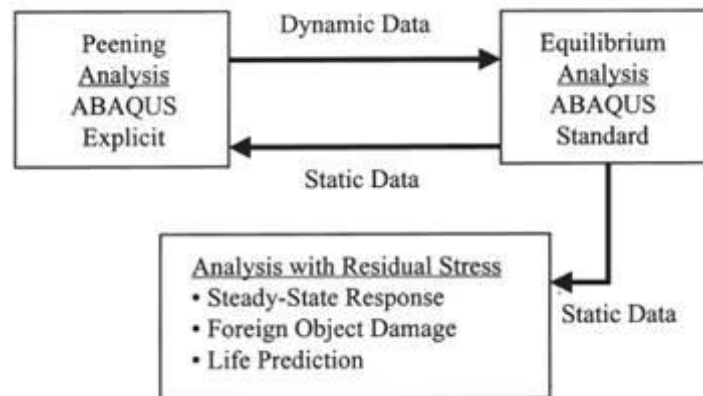 Peening
Analysis
ABAQUS
Explicit
Dynamic Data
Equilibrium
Analysis
ABAQUS
Standard
Static Data
Analysis with Residual Stress
• Steady-State Response
• Foreign Object Damage
• Life Prediction
Static Data